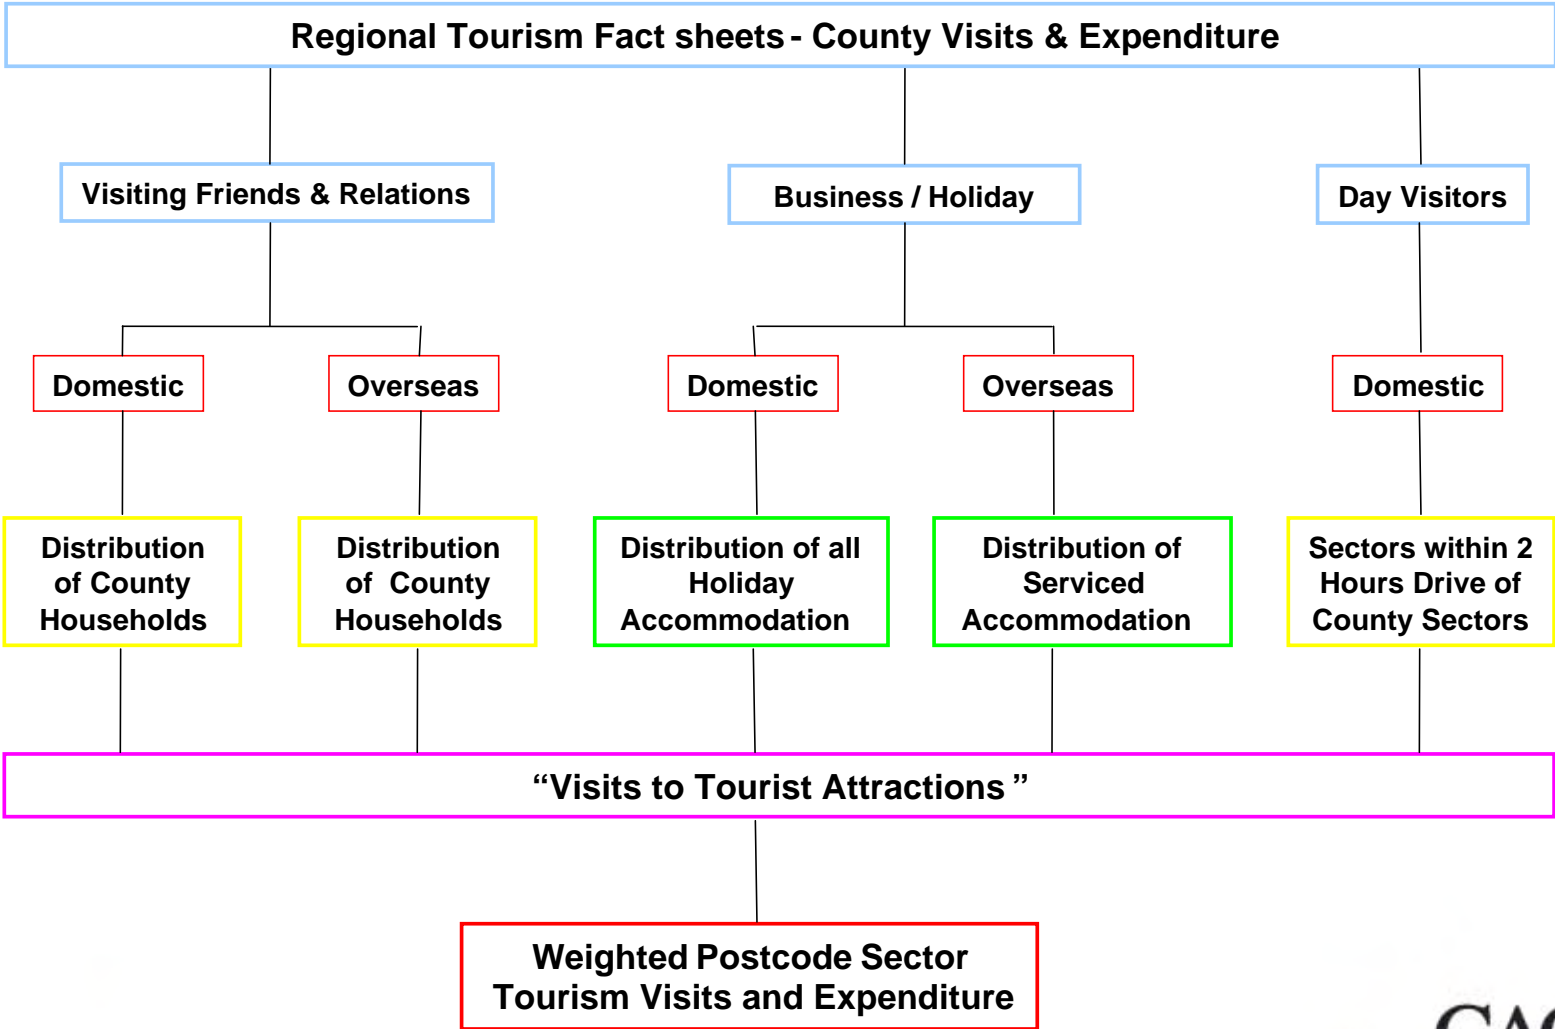 Regional Tourism Fact sheets - County Visits & Expenditure
Visiting Friends & Relations
Business / Holiday
Day Visitors
Domestic
Overseas
Domestic
Overseas
Domestic
Distribution
of County
Households
Distribution
of County
Households
Distribution of all
Holiday
Accommodation
Distribution of
Serviced
Accommodation
Sectors within 2
Hours Drive of
County Sectors
“Visits to Tourist Attractions ”
Weighted Postcode Sector
Tourism Visits and Expenditure